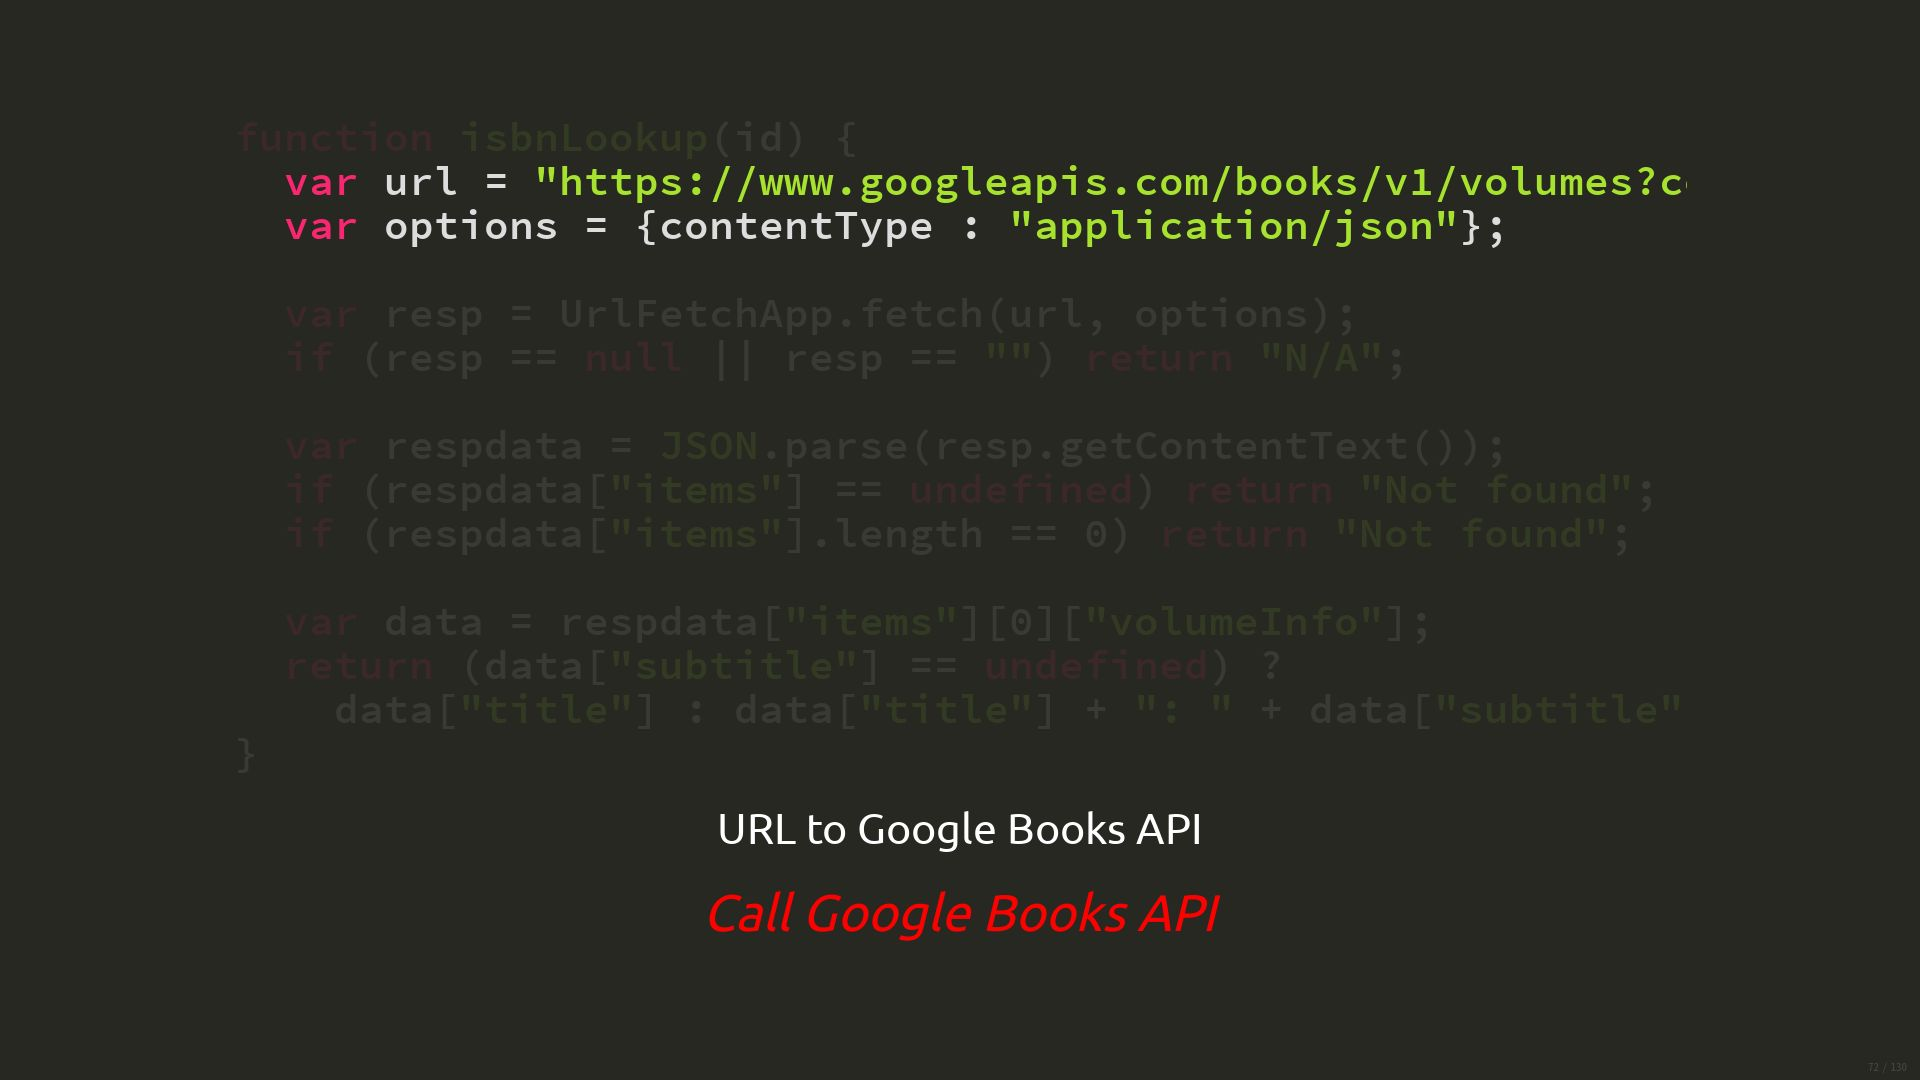 function isbnLookup(id) {
  var url = "https://www.googleapis.com/books/v1/volumes?c
  var options = {contentType : "application/json"};
  var resp = UrlFetchApp.fetch(url, options);
  if (resp == null || resp == "") return "N/A";
  var respdata = JSON.parse(resp.getContentText());
  if (respdata["items"] == undefined) return "Not found";
  if (respdata["items"].length == 0) return "Not found";
  var data = respdata["items"][0]["volumeInfo"];
  return (data["subtitle"] == undefined) ?
    data["title"] : data["title"] + ": " + data["subtitle"
}
URL to Google Books API
Call Google Books API
72 / 130